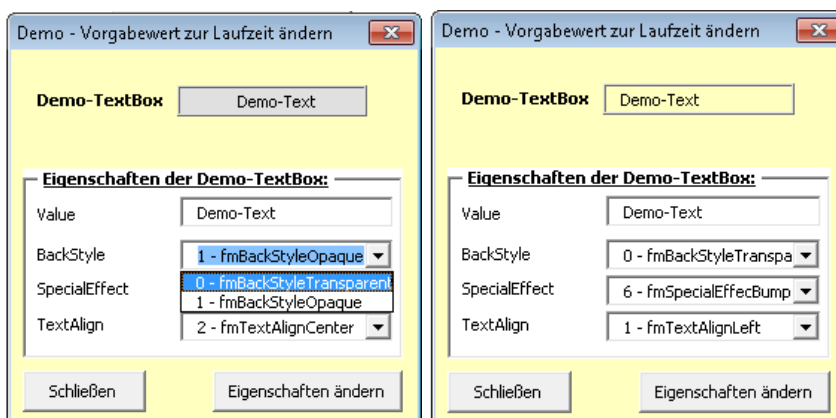 Demo - Vorgabewert zur Laufzeit ändern
Demo-TextBox Demo-Text
Eigenschaften der Demo-TextBox:
Value Demo-Text
BackStyle 1 - fmBackStyleOpaque
0 - fmBackStyleTransparent
SpecialEffect
1 - fmBackStyleOpaque
TextAlign 2 - fmTextAlignCenter
Schließen Eigenschaften ändern
Demo - Vorgabewert zur Laufzeit ändern
Demo-TextBox Demo-Text
Eigenschaften der Demo-TextBox:
Value Demo-Text
BackStyle 0 - fmBackStyleTranspa
SpecialEffect 6 - fmSpecialEffecBump
TextAlign 1 - fmTextAlignLeft
Schließen Eigenschaften ändern